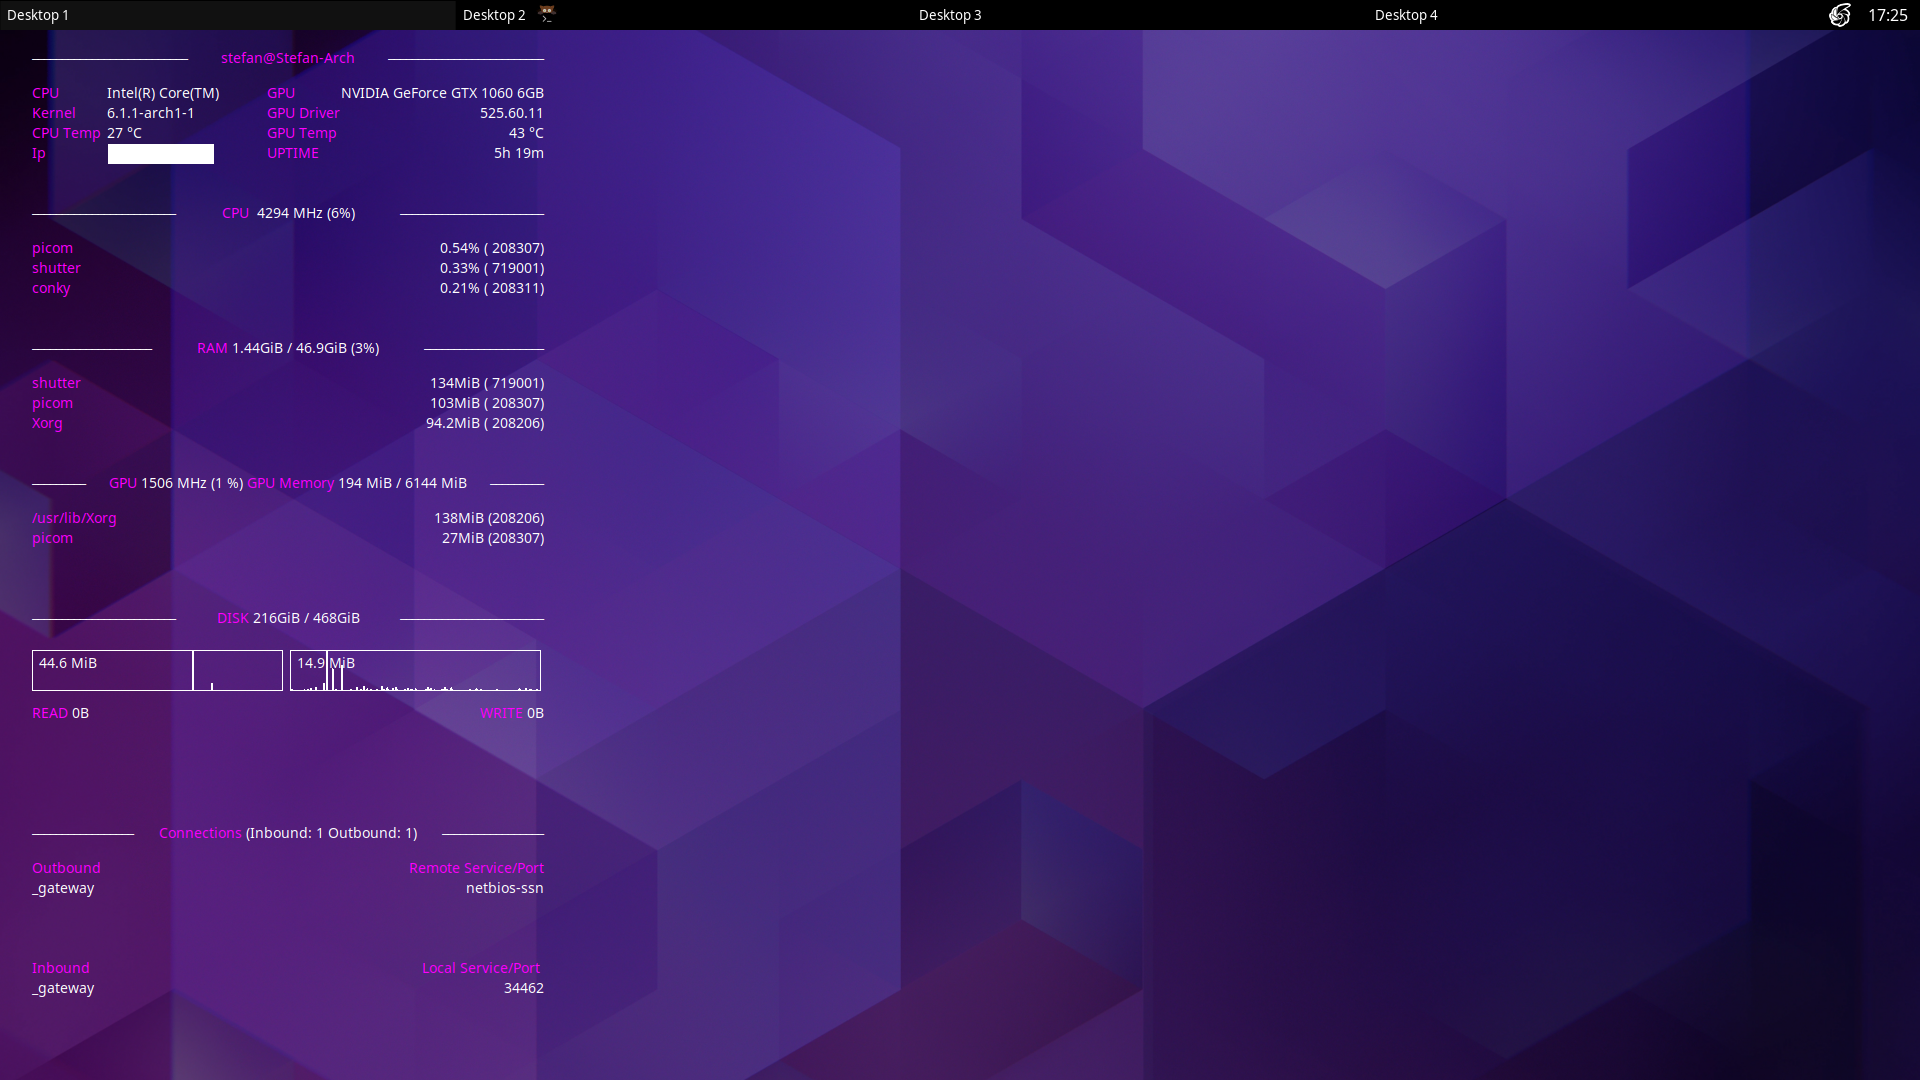 Desktop 1 Desktop 2 Desktop 3 Desktop 4 17:25
stefan@Stefan-Arch
CPU Intel(R) Core(TM) GPU NVIDIA GeForce GTX 1060 6GB
Kernel 6.1.1-arch1-1 GPU Driver 525.60.11
CPU Temp 27 °C GPU Temp 43 °C
Ip UPTIME 5h 19m
CPU 4294 MHz (6%)
picom 0.54% ( 208307)
shutter 0.33% ( 719001)
conky 0.21% ( 208311)
RAM 1.44GiB / 46.9GiB (3%)
shutter 134MiB ( 719001)
picom 103MiB ( 208307)
Xorg 94.2MiB ( 208206)
GPU 1506 MHz (1 %) GPU Memory 194 MiB / 6144 MiB
/usr/lib/Xorg 138MiB (208206)
picom 27MiB (208307)
DISK 216GiB / 468GiB
44.6 MiB 14.9 MiB
READ 0B WRITE 0B
Connections (Inbound: 1 Outbound: 1)
Outbound Remote Service/Port
_gateway netbios-ssn
Inbound Local Service/Port
_gateway 34462